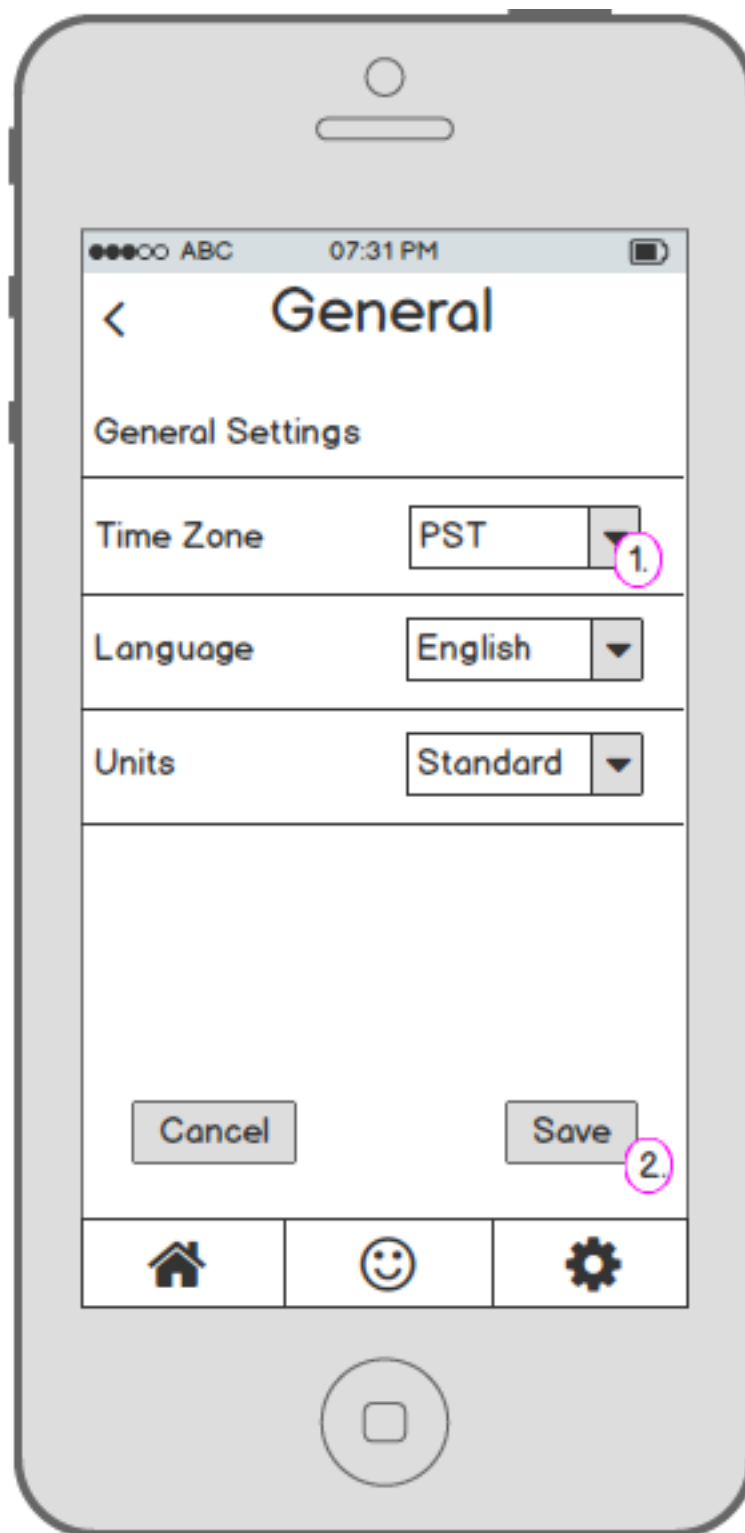 ABC 07:31 PM
General
General Settings
Time Zone PST
1.
Language English
Units Standard
Cancel Save
2.